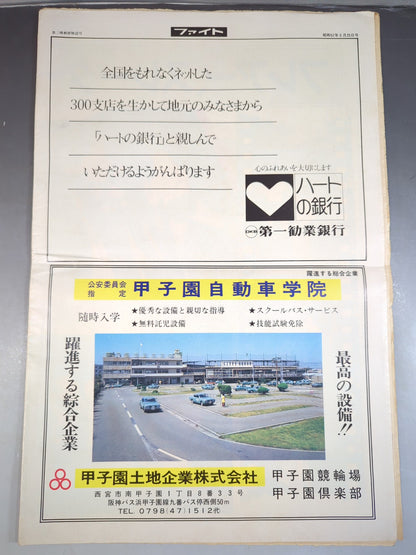 ファイト
全国をもれなくネットした
300支店を生かして地元のみなさまから
「ハートの銀行」と親しんで
いただけるようがんばります
心のふれあいを大切にします
ハート
の銀行
DKB 第一勧業銀行
躍進する総合企業
公安委員会
指定
甲子園自動車学院
随時入学
★優秀な設備と親切な指導
★スクールバス・サービス
★無料託児設備
★技能試験免除
最高の設備!!
躍進する綜合企業
甲子園土地企業株式会社
甲子園競輪場
甲子園倶楽部
西宮市南甲子園1丁目8番33号
阪神バス浜甲子園線九番バス停西側50m
TEL. 0798(47)1512代